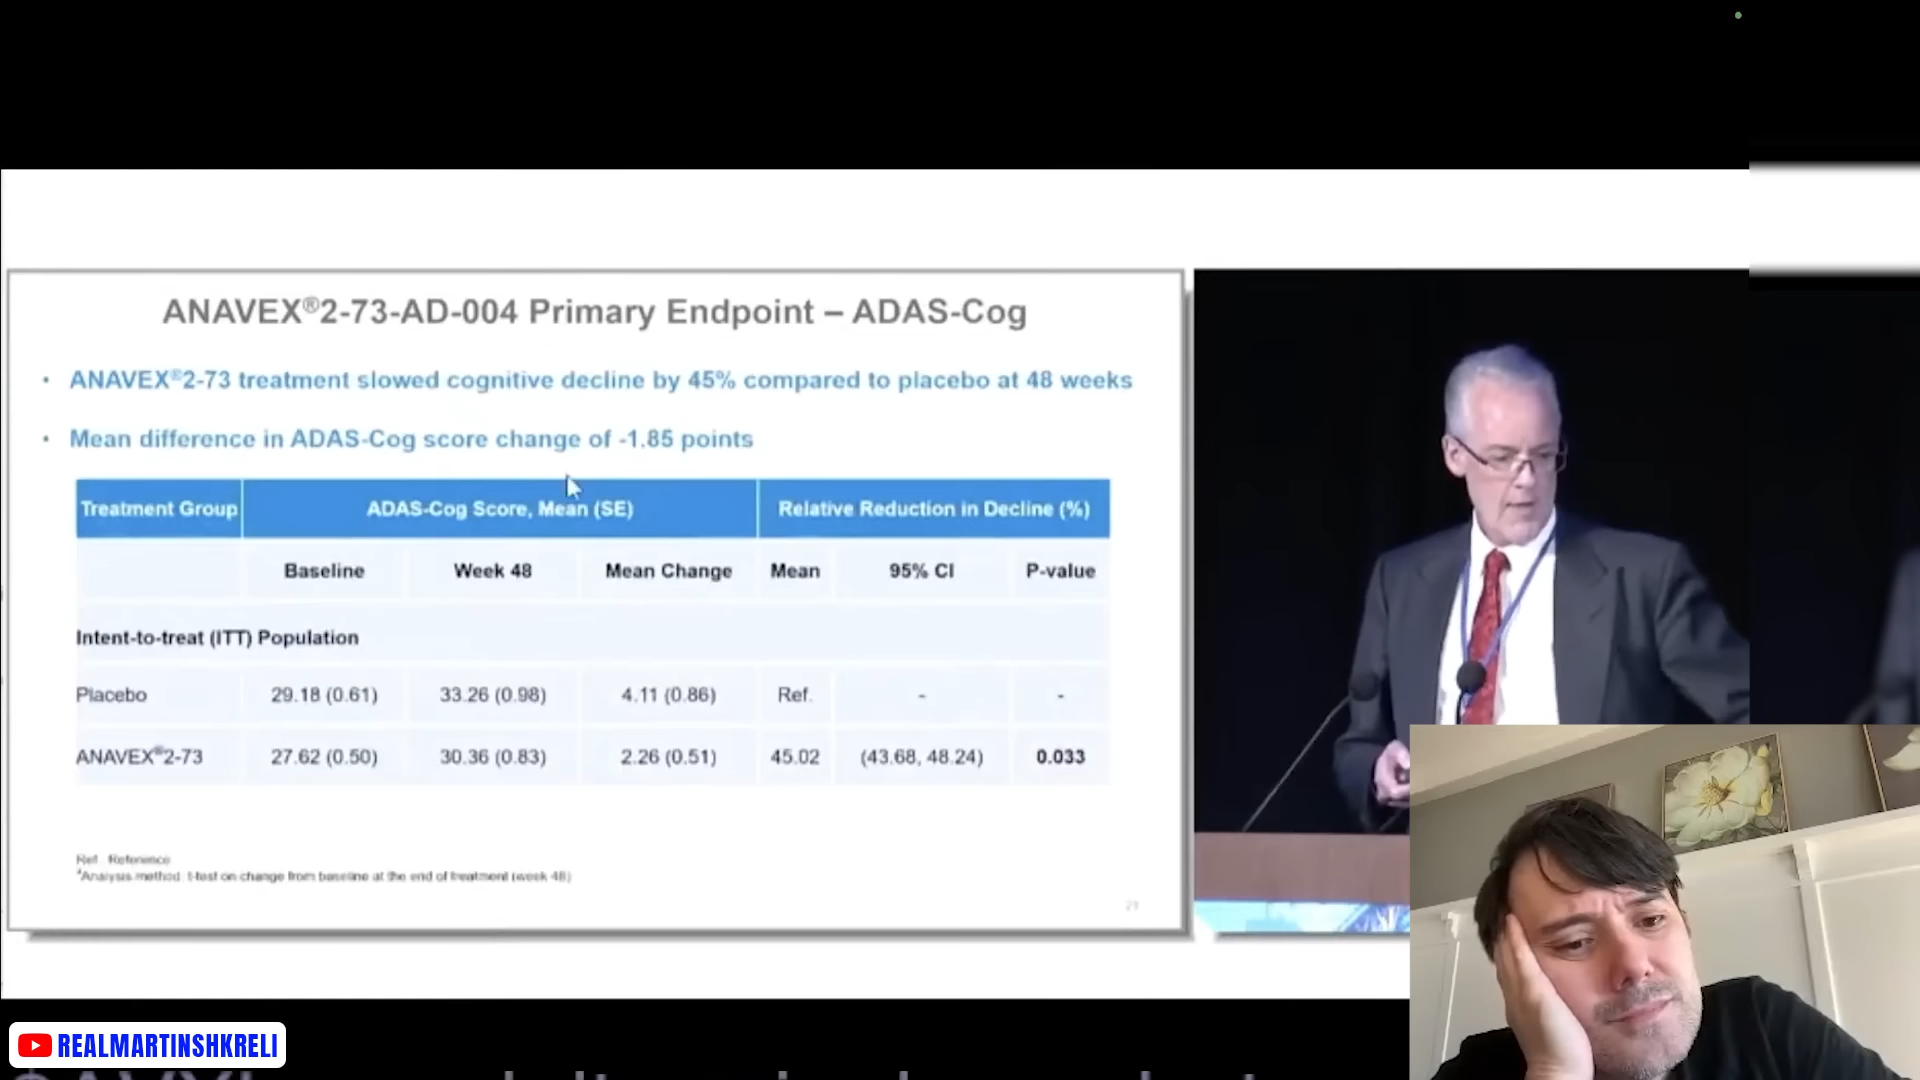 ANAVEX®2-73-AD-004 Primary Endpoint – ADAS-Cog
• ANAVEX®2-73 treatment slowed cognitive decline by 45% compared to placebo at 48 weeks
• Mean difference in ADAS-Cog score change of -1.85 points
Treatment Group ADAS-Cog Score, Mean (SE) Relative Reduction in Decline (%)
Baseline Week 48 Mean Change Mean 95% CI P-value
Intent-to-treat (ITT) Population
Placebo 29.18 (0.61) 33.26 (0.98) 4.11 (0.86) Ref. - -
ANAVEX®2-73 27.62 (0.50) 30.36 (0.83) 2.26 (0.51) 45.02 (43.68, 48.24) 0.033
Ref. Reference
Analysis method: t-test on change from baseline at the end of treatment (week 48)
21
REALMARTINSHKRELI